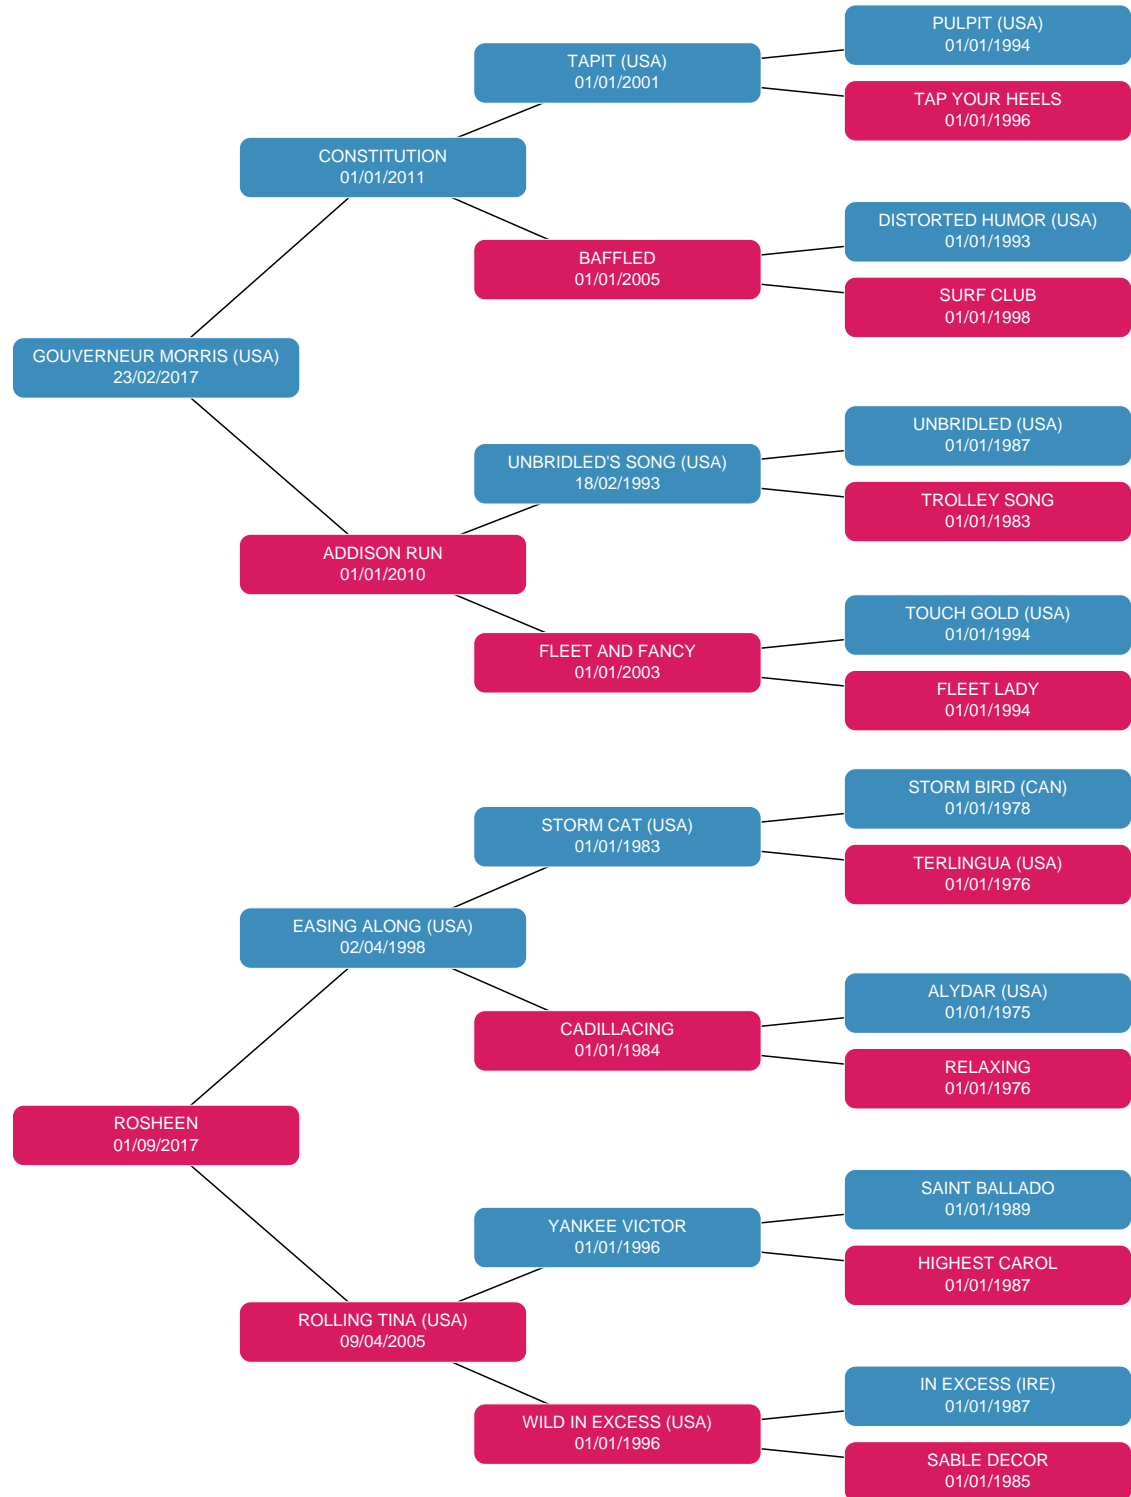 PULPIT (USA)
01/01/1994
TAPIT (USA)
01/01/2001
TAP YOUR HEELS
01/01/1996
CONSTITUTION
01/01/2011
DISTORTED HUMOR (USA)
01/01/1993
BAFFLED
01/01/2005
SURF CLUB
01/01/1998
GOUVERNEUR MORRIS (USA)
23/02/2017
UNBRIDLED (USA)
01/01/1987
UNBRIDLED'S SONG (USA)
18/02/1993
TROLLEY SONG
01/01/1983
ADDISON RUN
01/01/2010
TOUCH GOLD (USA)
01/01/1994
FLEET AND FANCY
01/01/2003
FLEET LADY
01/01/1994
STORM BIRD (CAN)
01/01/1978
STORM CAT (USA)
01/01/1983
TERLINGUA (USA)
01/01/1976
EASING ALONG (USA)
02/04/1998
ALYDAR (USA)
01/01/1975
CADILLACING
01/01/1984
RELAXING
01/01/1976
ROSHEEN
01/09/2017
SAINT BALLADO
01/01/1989
YANKEE VICTOR
01/01/1996
HIGHEST CAROL
01/01/1987
ROLLING TINA (USA)
09/04/2005
IN EXCESS (IRE)
01/01/1987
WILD IN EXCESS (USA)
01/01/1996
SABLE DECOR
01/01/1985